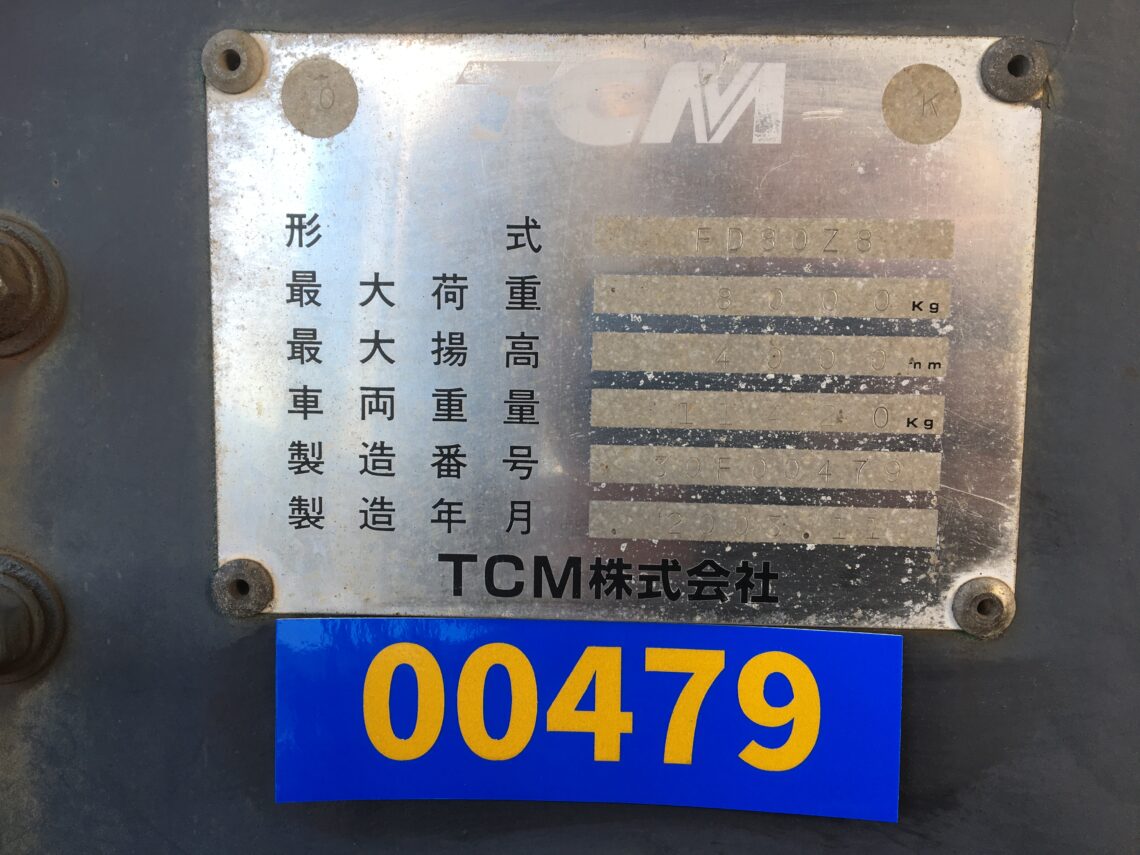 O TCM K
形式 FD80Z8
最大荷重 8000 Kg
最大揚高 4000 mm
車両重量 Kg
製造番号 30F00479
製造年月
TCM株式会社
00479